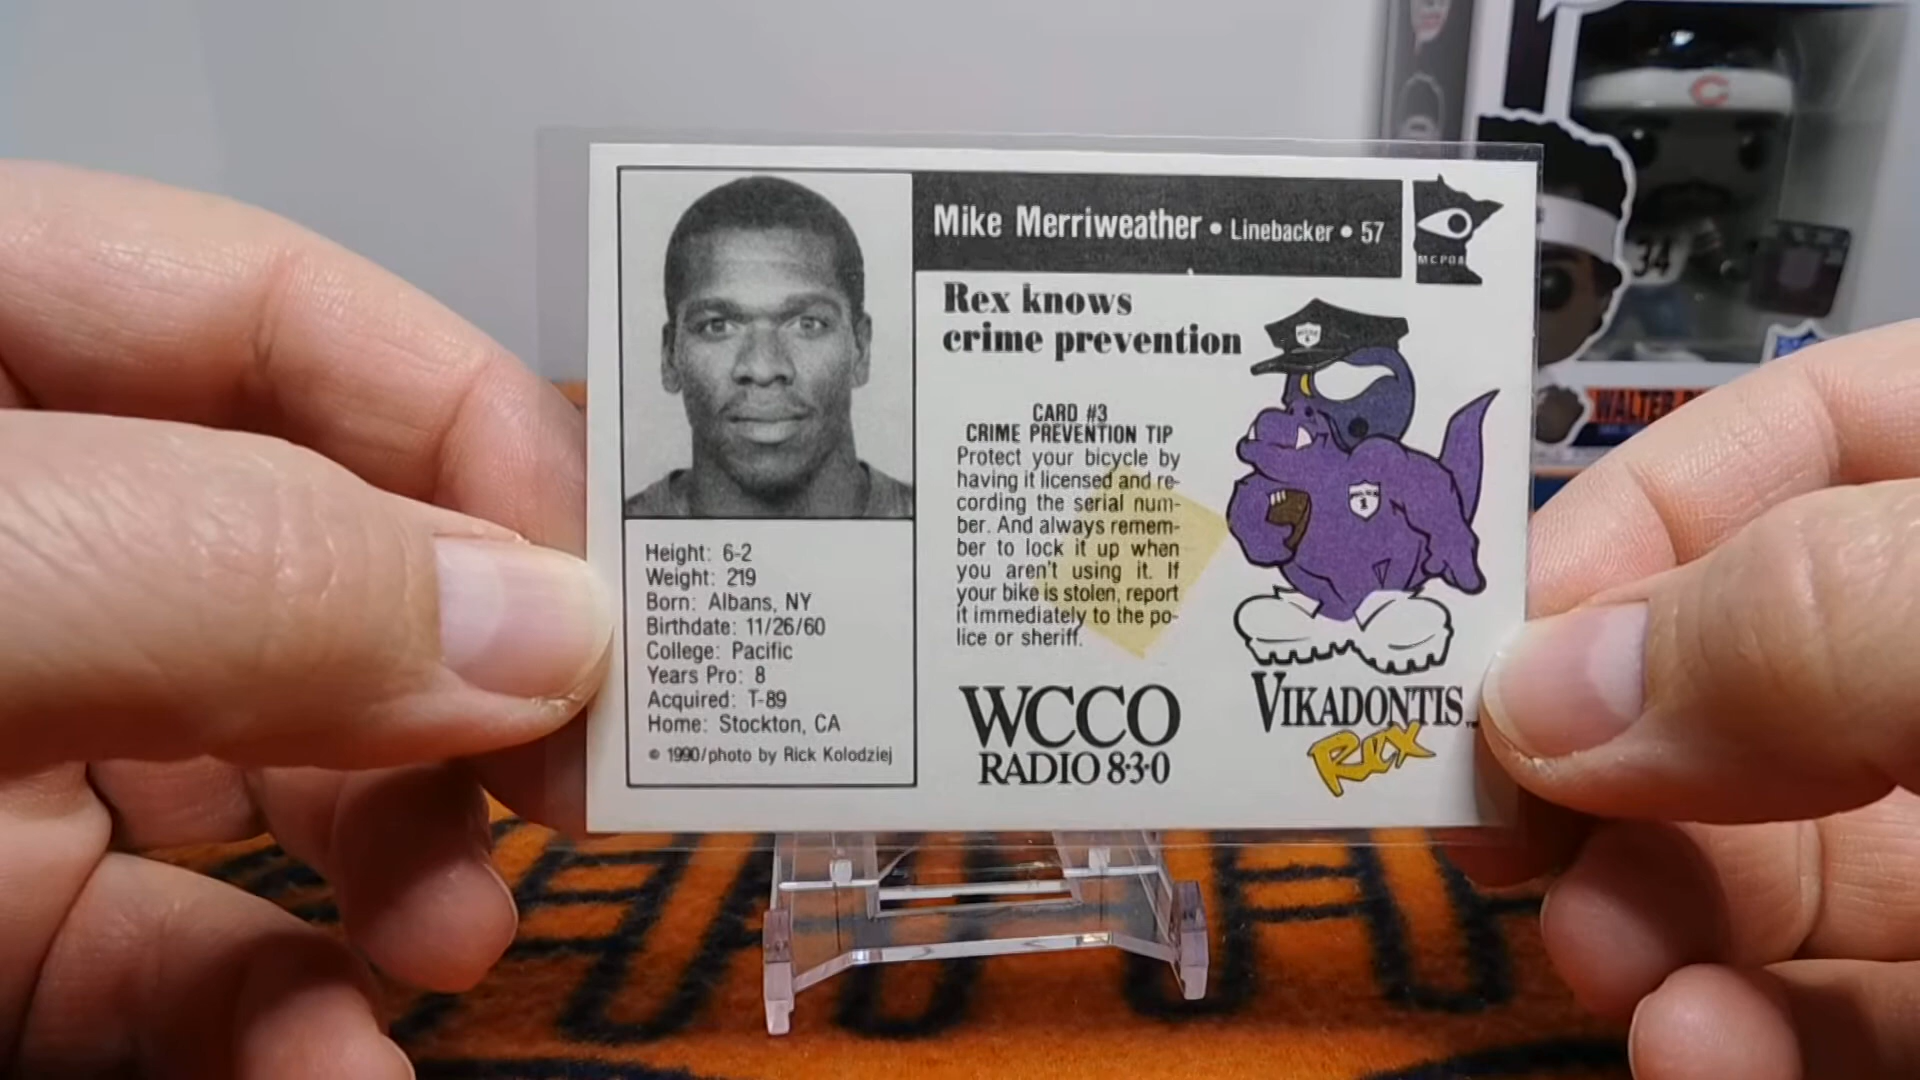 Mike Merriweather • Linebacker • 57
MCPOA
Rex knows
crime prevention
CARD #3
CRIME PREVENTION TIP
Protect your bicycle by
having it licensed and re-
cording the serial num-
ber. And always remem-
ber to lock it up when
you aren't using it. If
your bike is stolen, report
it immediately to the po-
lice or sheriff.
Height: 6-2
Weight: 219
Born: Albans, NY
Birthdate: 11/26/60
College: Pacific
Years Pro: 8
Acquired: T-89
Home: Stockton, CA
© 1990/photo by Rick Kolodziej
WCCO
RADIO 8·3·0
VIKADONTIS
REX
1
C
34
WALTER